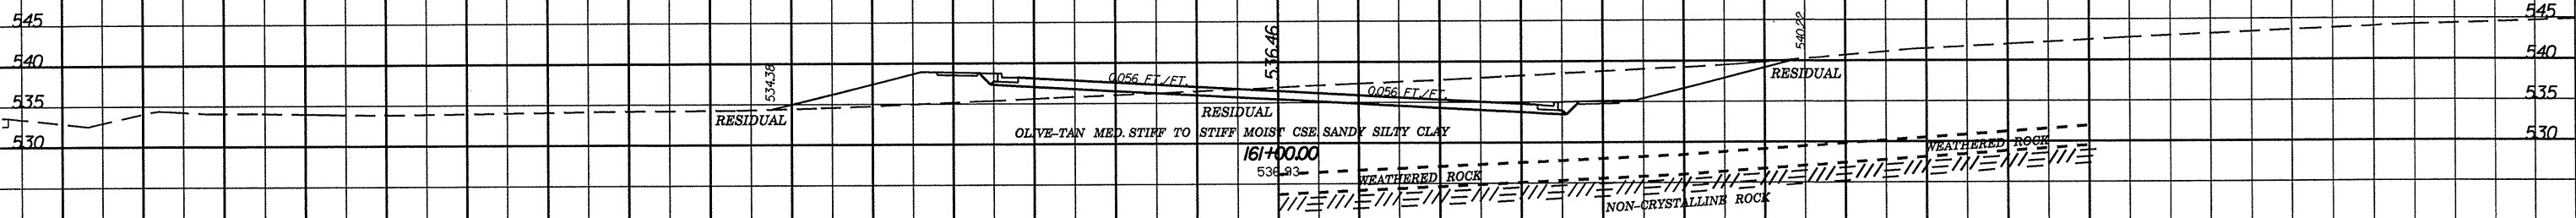 545 545
540 540
535 535
530 530
534.38
536.46
540.22
0.056 FT./FT.
0.056 FT./FT.
RESIDUAL
RESIDUAL
RESIDUAL
OLIVE-TAN MED. STIFF TO STIFF MOIST CSE. SANDY SILTY CLAY
161+00.00
536.93
WEATHERED ROCK
WEATHERED ROCK
NON-CRYSTALLINE ROCK